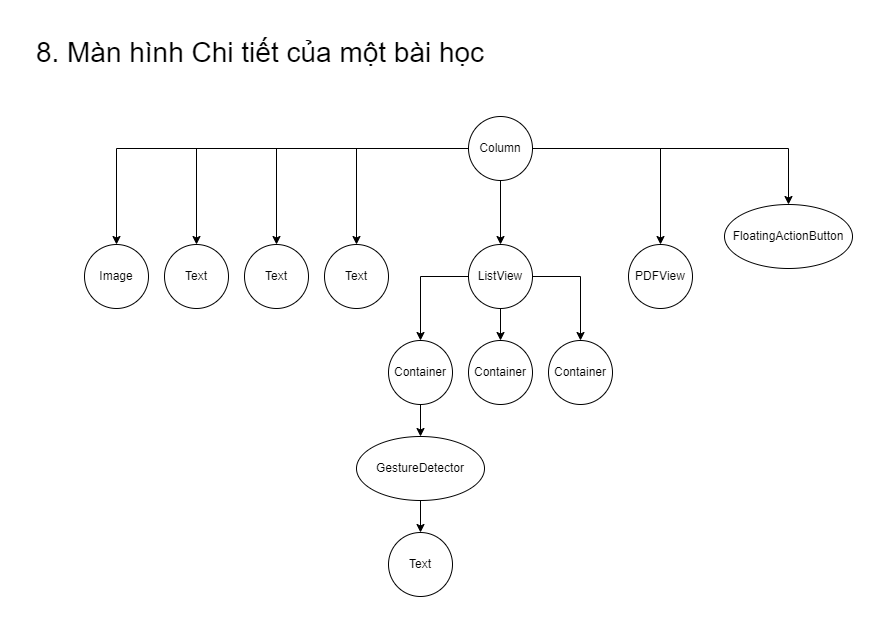 8. Màn hình Chi tiết của một bài học
Column
FloatingActionButton
Image
Text
Text
Text
ListView
PDFView
Container
Container
Container
GestureDetector
Text